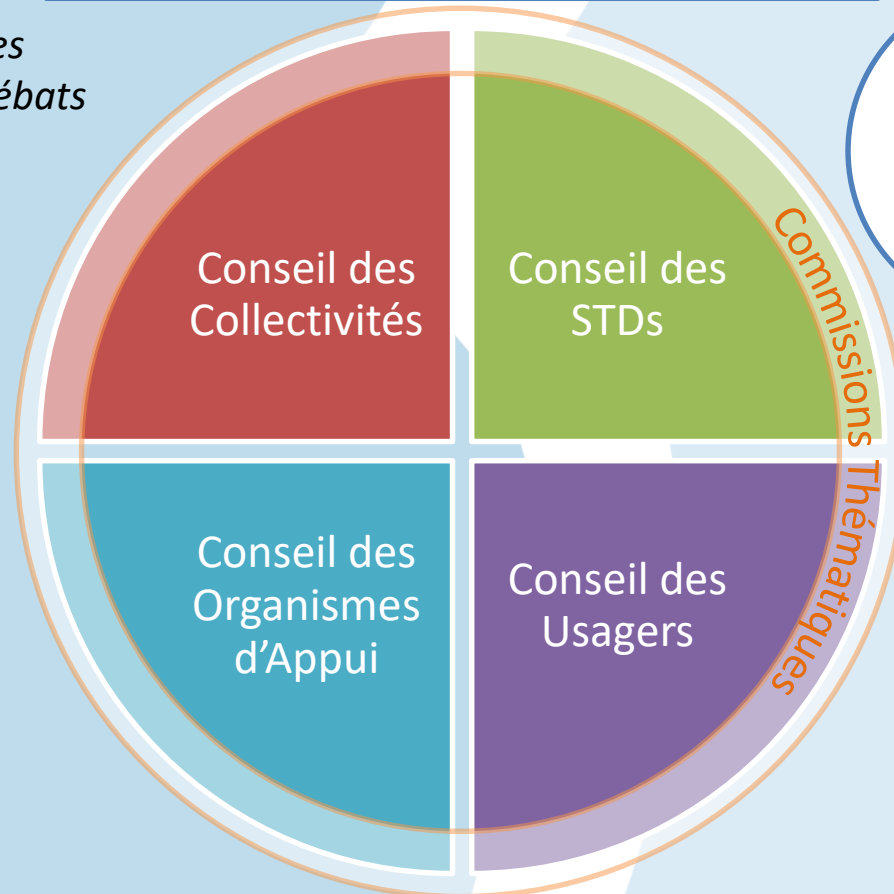 es
ébats
Conseil des
Collectivités
Conseil des
STDs
Commissions Thématiques
Conseil des
Organismes
d’Appui
Conseil des
Usagers